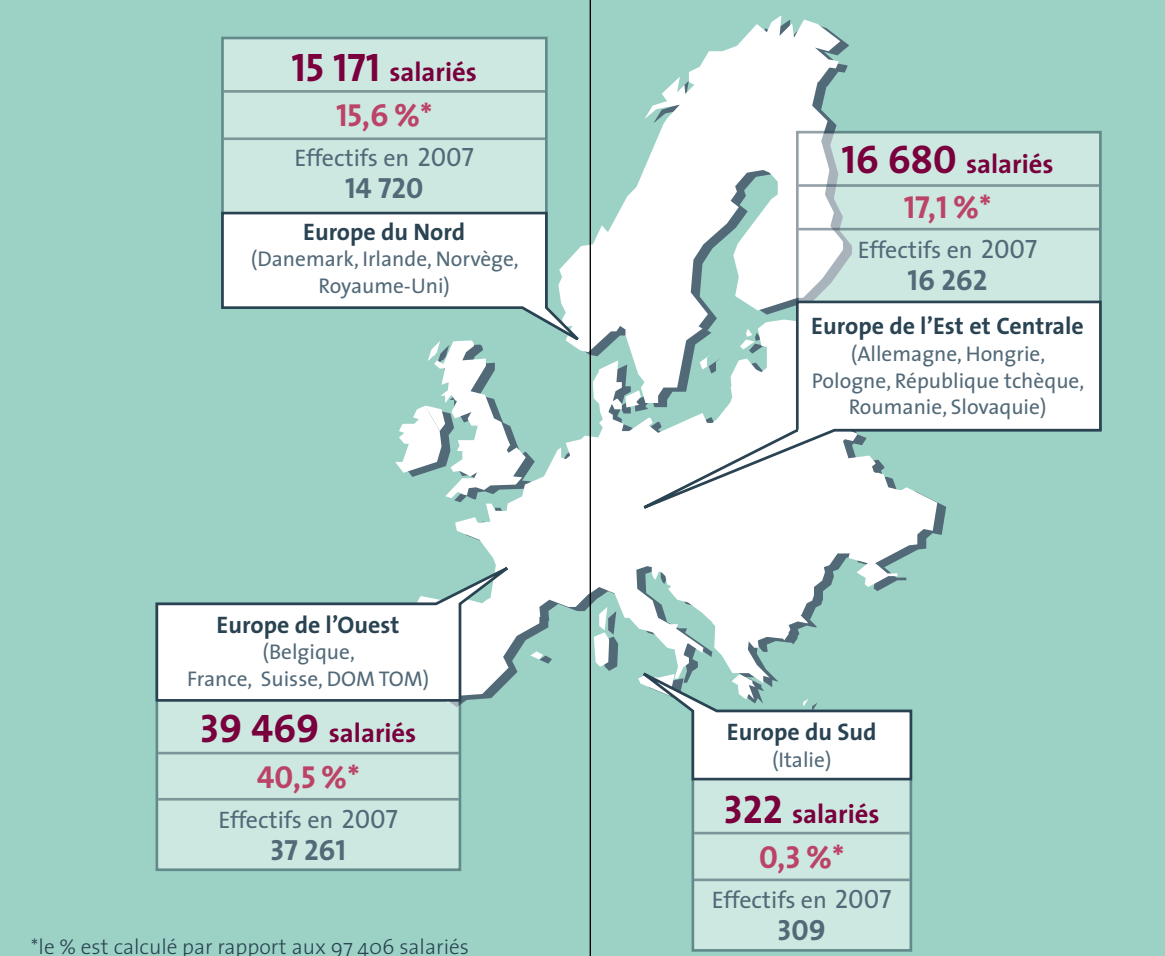 15 171 salariés
15,6 %*
Effectifs en 2007
14 720
Europe du Nord
(Danemark, Irlande, Norvège,
Royaume-Uni)
16 680 salariés
17,1 %*
Effectifs en 2007
16 262
Europe de l’Est et Centrale
(Allemagne, Hongrie,
Pologne, République tchèque,
Roumanie, Slovaquie)
Europe de l’Ouest
(Belgique,
France, Suisse, DOM TOM)
39 469 salariés
40,5 %*
Effectifs en 2007
37 261
Europe du Sud
(Italie)
322 salariés
0,3 %*
Effectifs en 2007
309
*le % est calculé par rapport aux 97 406 salariés